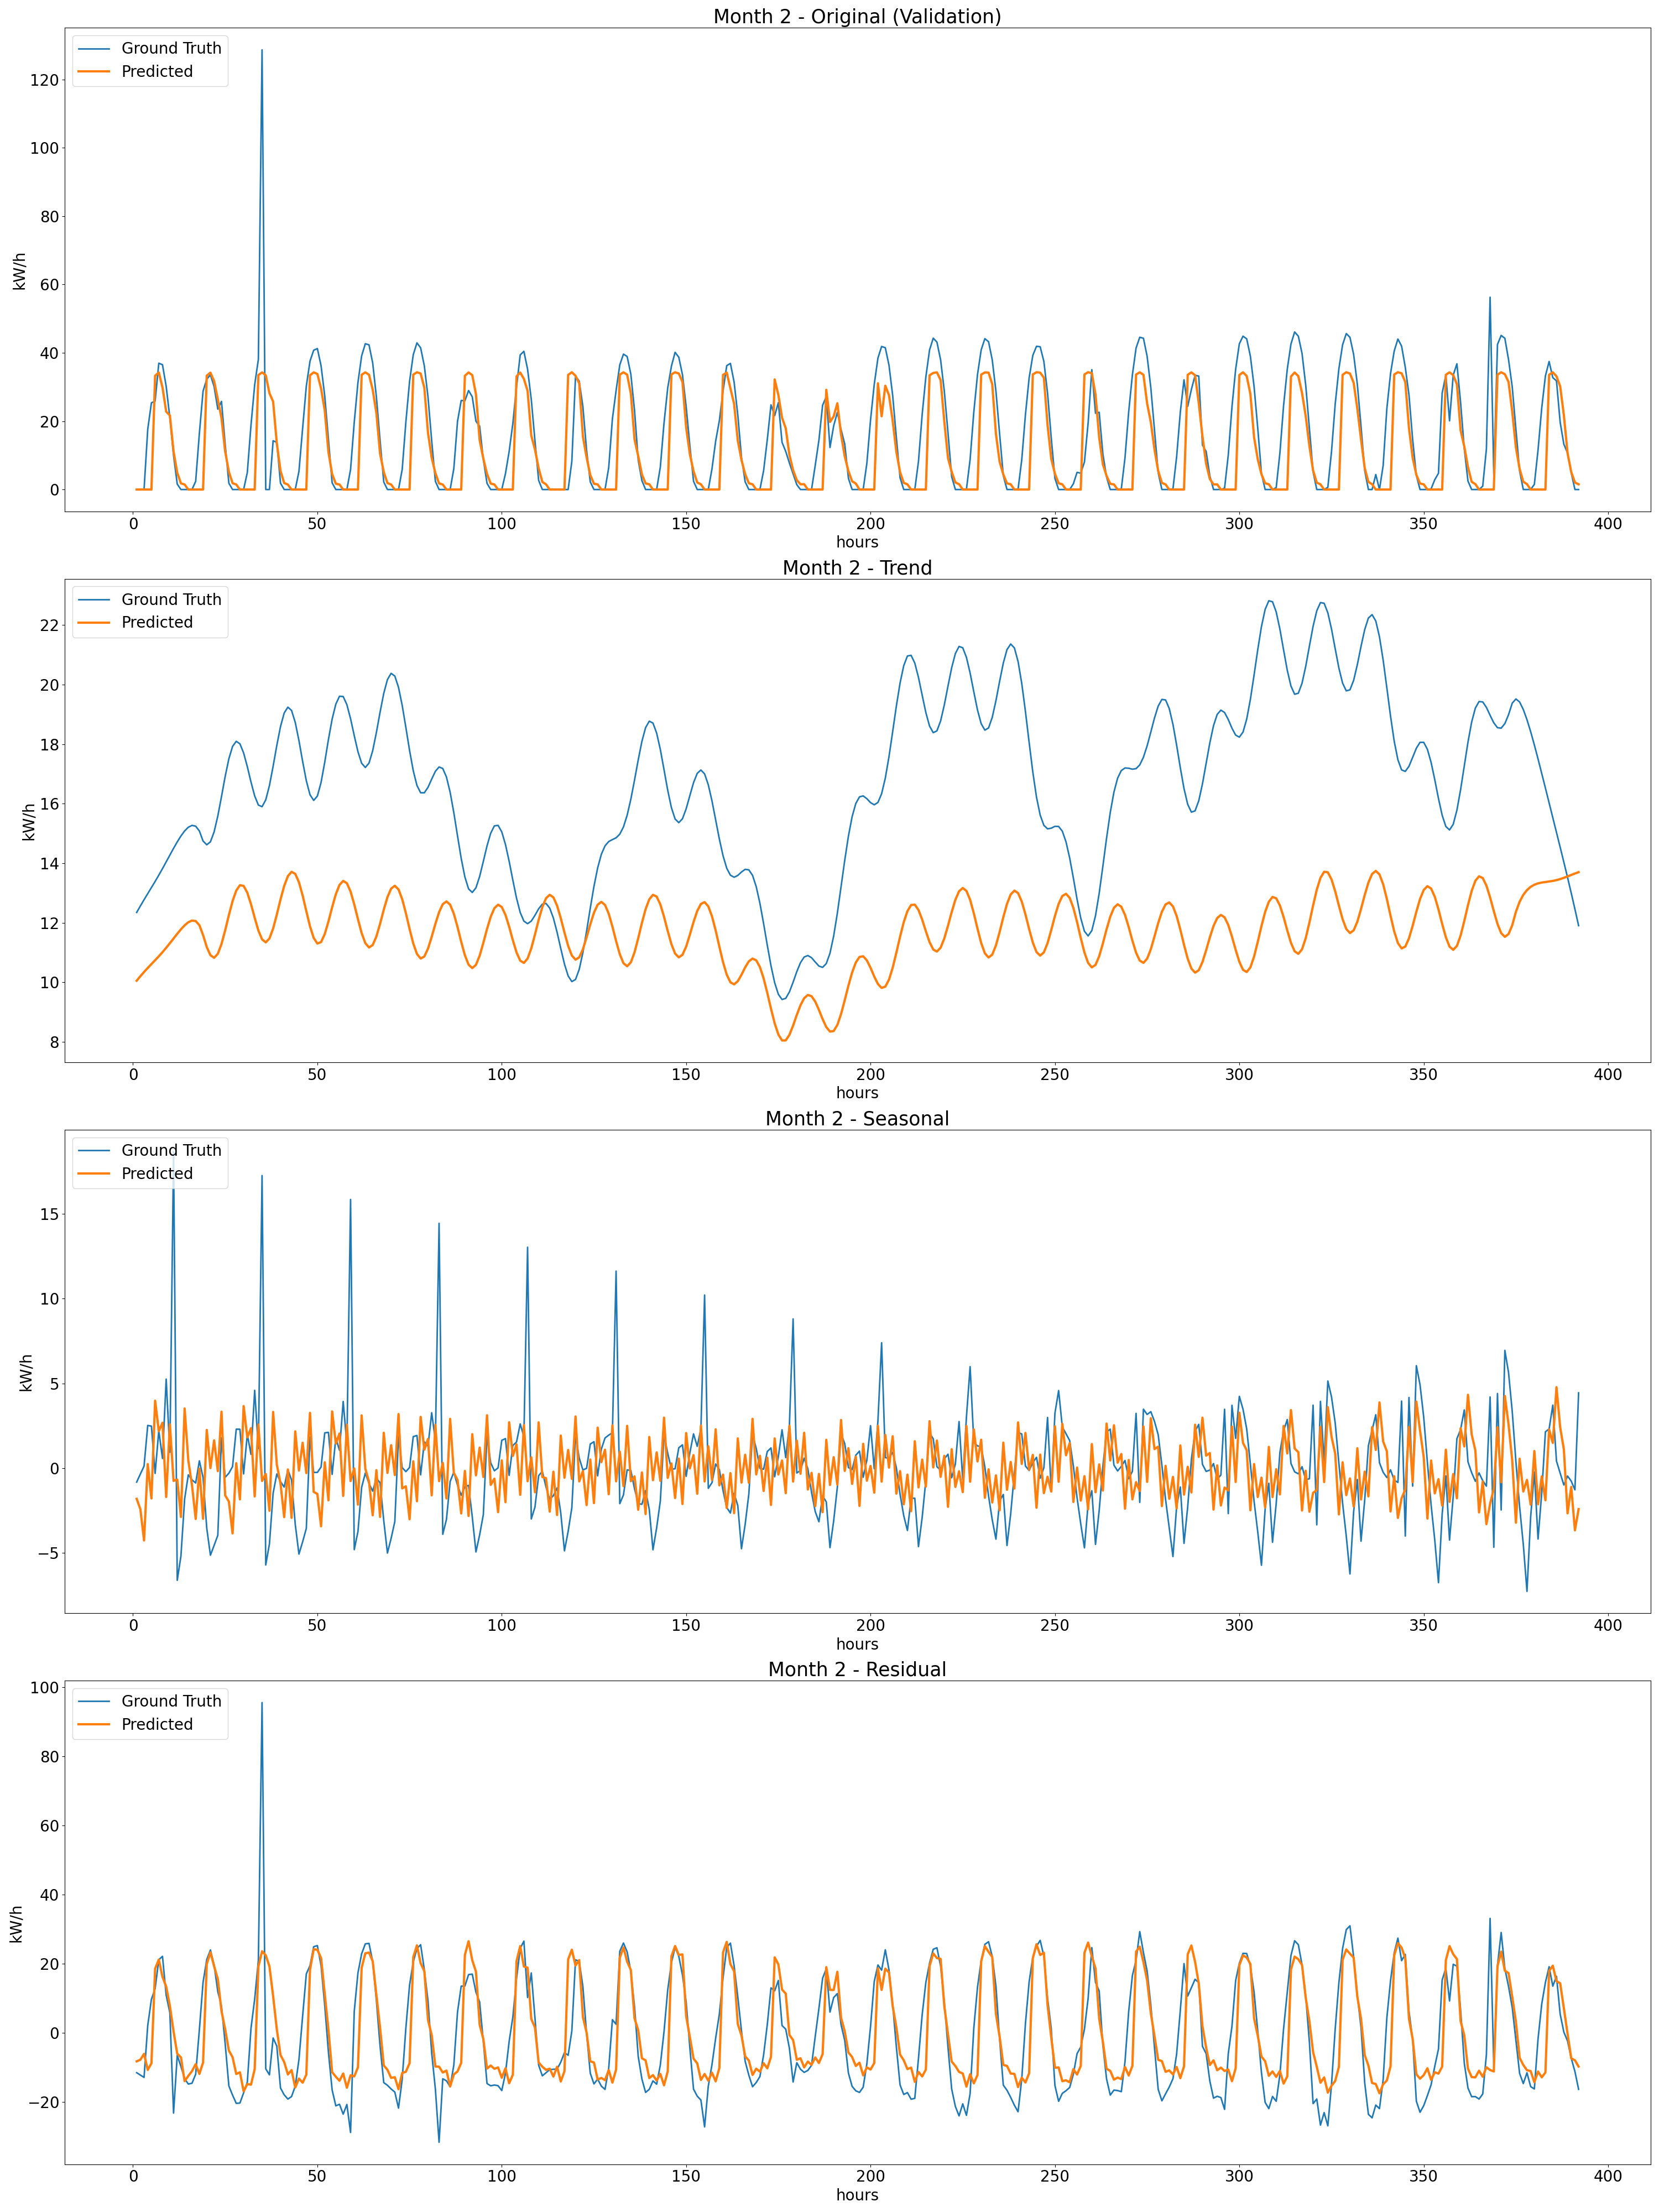 Month 2 - Original (Validation)
Ground Truth
Predicted
120
100
80
60
40
20
0
kW/h
0 50 100 150 200 250 300 350 400
hours
Month 2 - Trend
Ground Truth
Predicted
22
20
18
16
14
12
10
8
kW/h
0 50 100 150 200 250 300 350 400
hours
Month 2 - Seasonal
Ground Truth
Predicted
15
10
5
0
−5
kW/h
0 50 100 150 200 250 300 350 400
hours
Month 2 - Residual
Ground Truth
Predicted
100
80
60
40
20
0
−20
kW/h
0 50 100 150 200 250 300 350 400
hours